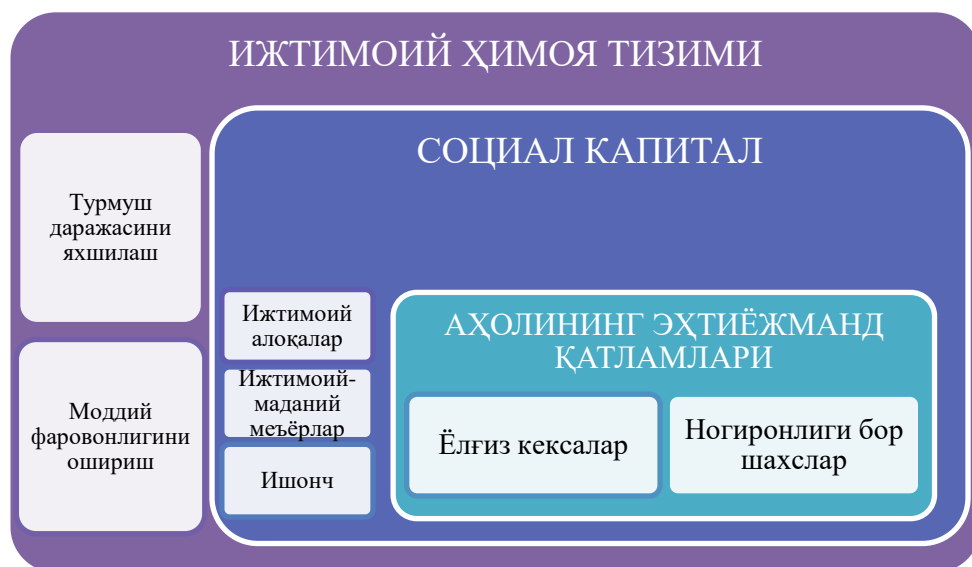 ИЖТИМОИЙ ҲИМОЯ ТИЗИМИ
Турмуш
даражасини
яхшилаш
Моддий
фаровонлигини
ошириш
СОЦИАЛ КАПИТАЛ
Ижтимоий
алоқалар
Ижтимоий-
маданий
меъёрлар
Ишонч
АҲОЛИНИНГ ЭҲТИЁЖМАНД
ҚАТЛАМЛАРИ
Ёлғиз кексалар
Ногиронлиги бор
шахслар